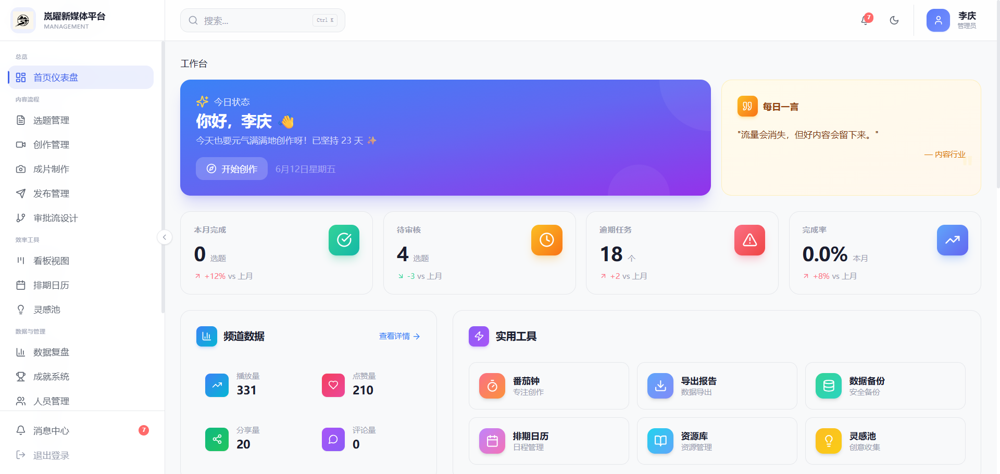 岚曜新媒体平台
MANAGEMENT
搜索...
Ctrl K
7
李庆
管理员
总览
首页仪表盘
内容流程
选题管理
创作管理
成片制作
发布管理
审批流设计
效率工具
看板视图
排期日历
灵感池
数据与管理
数据复盘
成就系统
人员管理
消息中心
7
退出登录
工作台
今日状态
你好，李庆 👋
今天也要元气满满地创作呀！已坚持 23 天 ✨
开始创作
6月12日星期五
每日一言
"流量会消失，但好内容会留下来。"
— 内容行业
本月完成
0 选题
+12% vs 上月
待审核
4 选题
-3 vs 上月
逾期任务
18 个
+2 vs 上月
完成率
0.0% 本月
+8% vs 上月
频道数据
查看详情
播放量
331
点赞量
210
分享量
20
评论量
0
实用工具
番茄钟
专注创作
导出报告
数据导出
数据备份
安全备份
排期日历
日程管理
资源库
资源管理
灵感池
创意收集